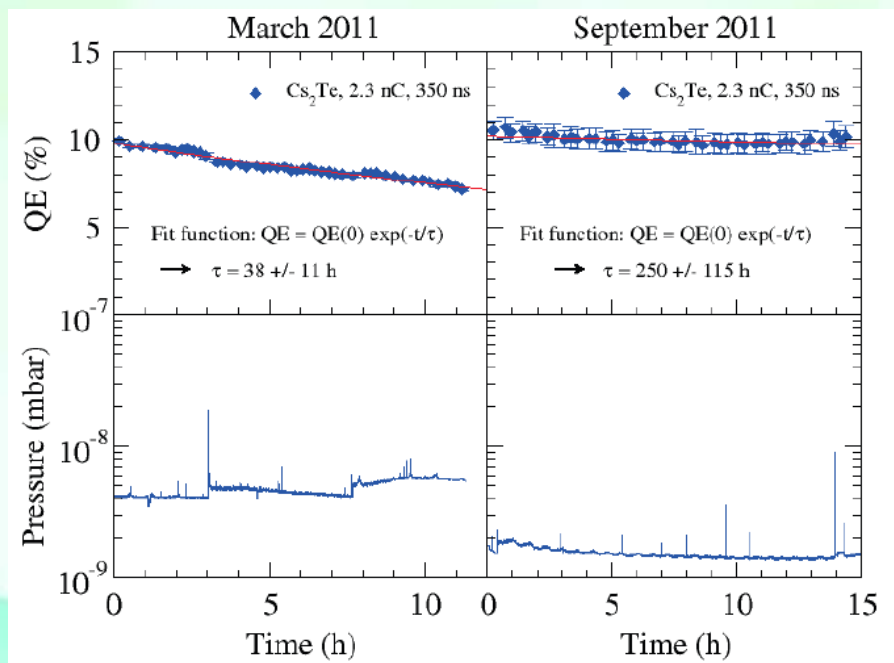 March 2011
September 2011
15
10
5
QE (%)
Cs₂Te, 2.3 nC, 350 ns
Fit function: QE = QE(0) exp(-t/τ)
τ = 38 +/- 11 h
Cs₂Te, 2.3 nC, 350 ns
Fit function: QE = QE(0) exp(-t/τ)
τ = 250 +/- 115 h
10⁻⁷
10⁻⁸
10⁻⁹
Pressure (mbar)
0 5 10
0 5 10 15
Time (h)
Time (h)